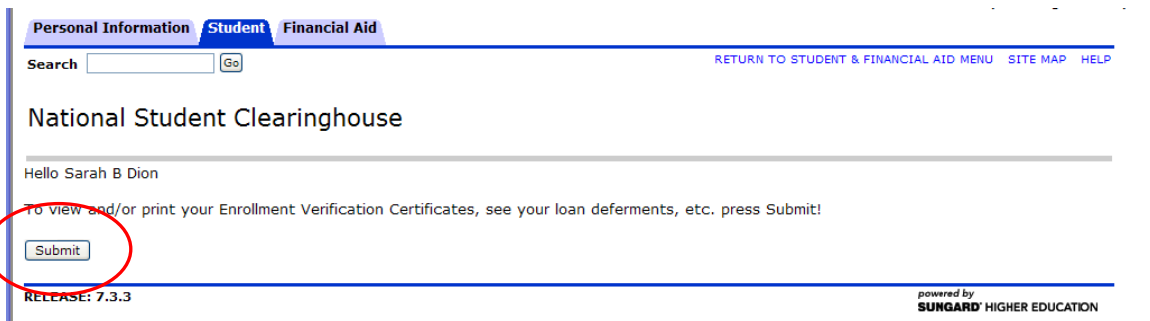 Personal Information Student Financial Aid
Search Go RETURN TO STUDENT & FINANCIAL AID MENU SITE MAP HELP
National Student Clearinghouse
Hello Sarah B Dion
To view and/or print your Enrollment Verification Certificates, see your loan deferments, etc. press Submit!
Submit
RELEASE: 7.3.3
powered by
SUNGARD' HIGHER EDUCATION